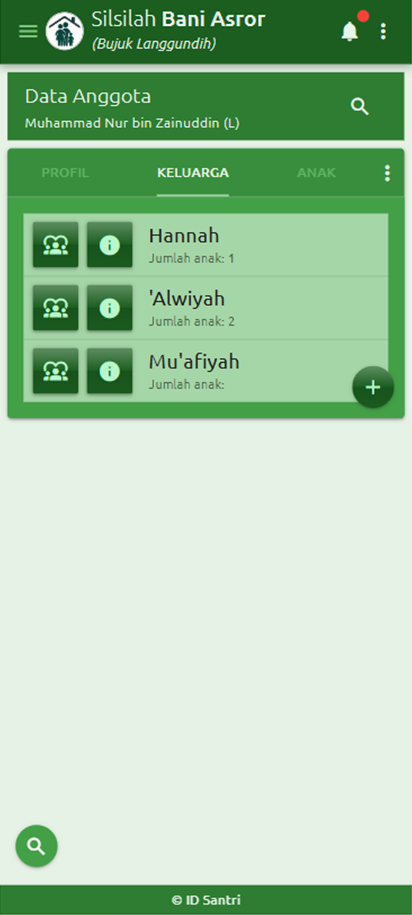 Silsilah Bani Asror
(Bujuk Langgundih)
Data Anggota
Muhammad Nur bin Zainuddin (L)
PROFIL KELUARGA ANAK
Hannah
Jumlah anak: 1
'Alwiyah
Jumlah anak: 2
Mu'afiyah
Jumlah anak:
© ID Santri